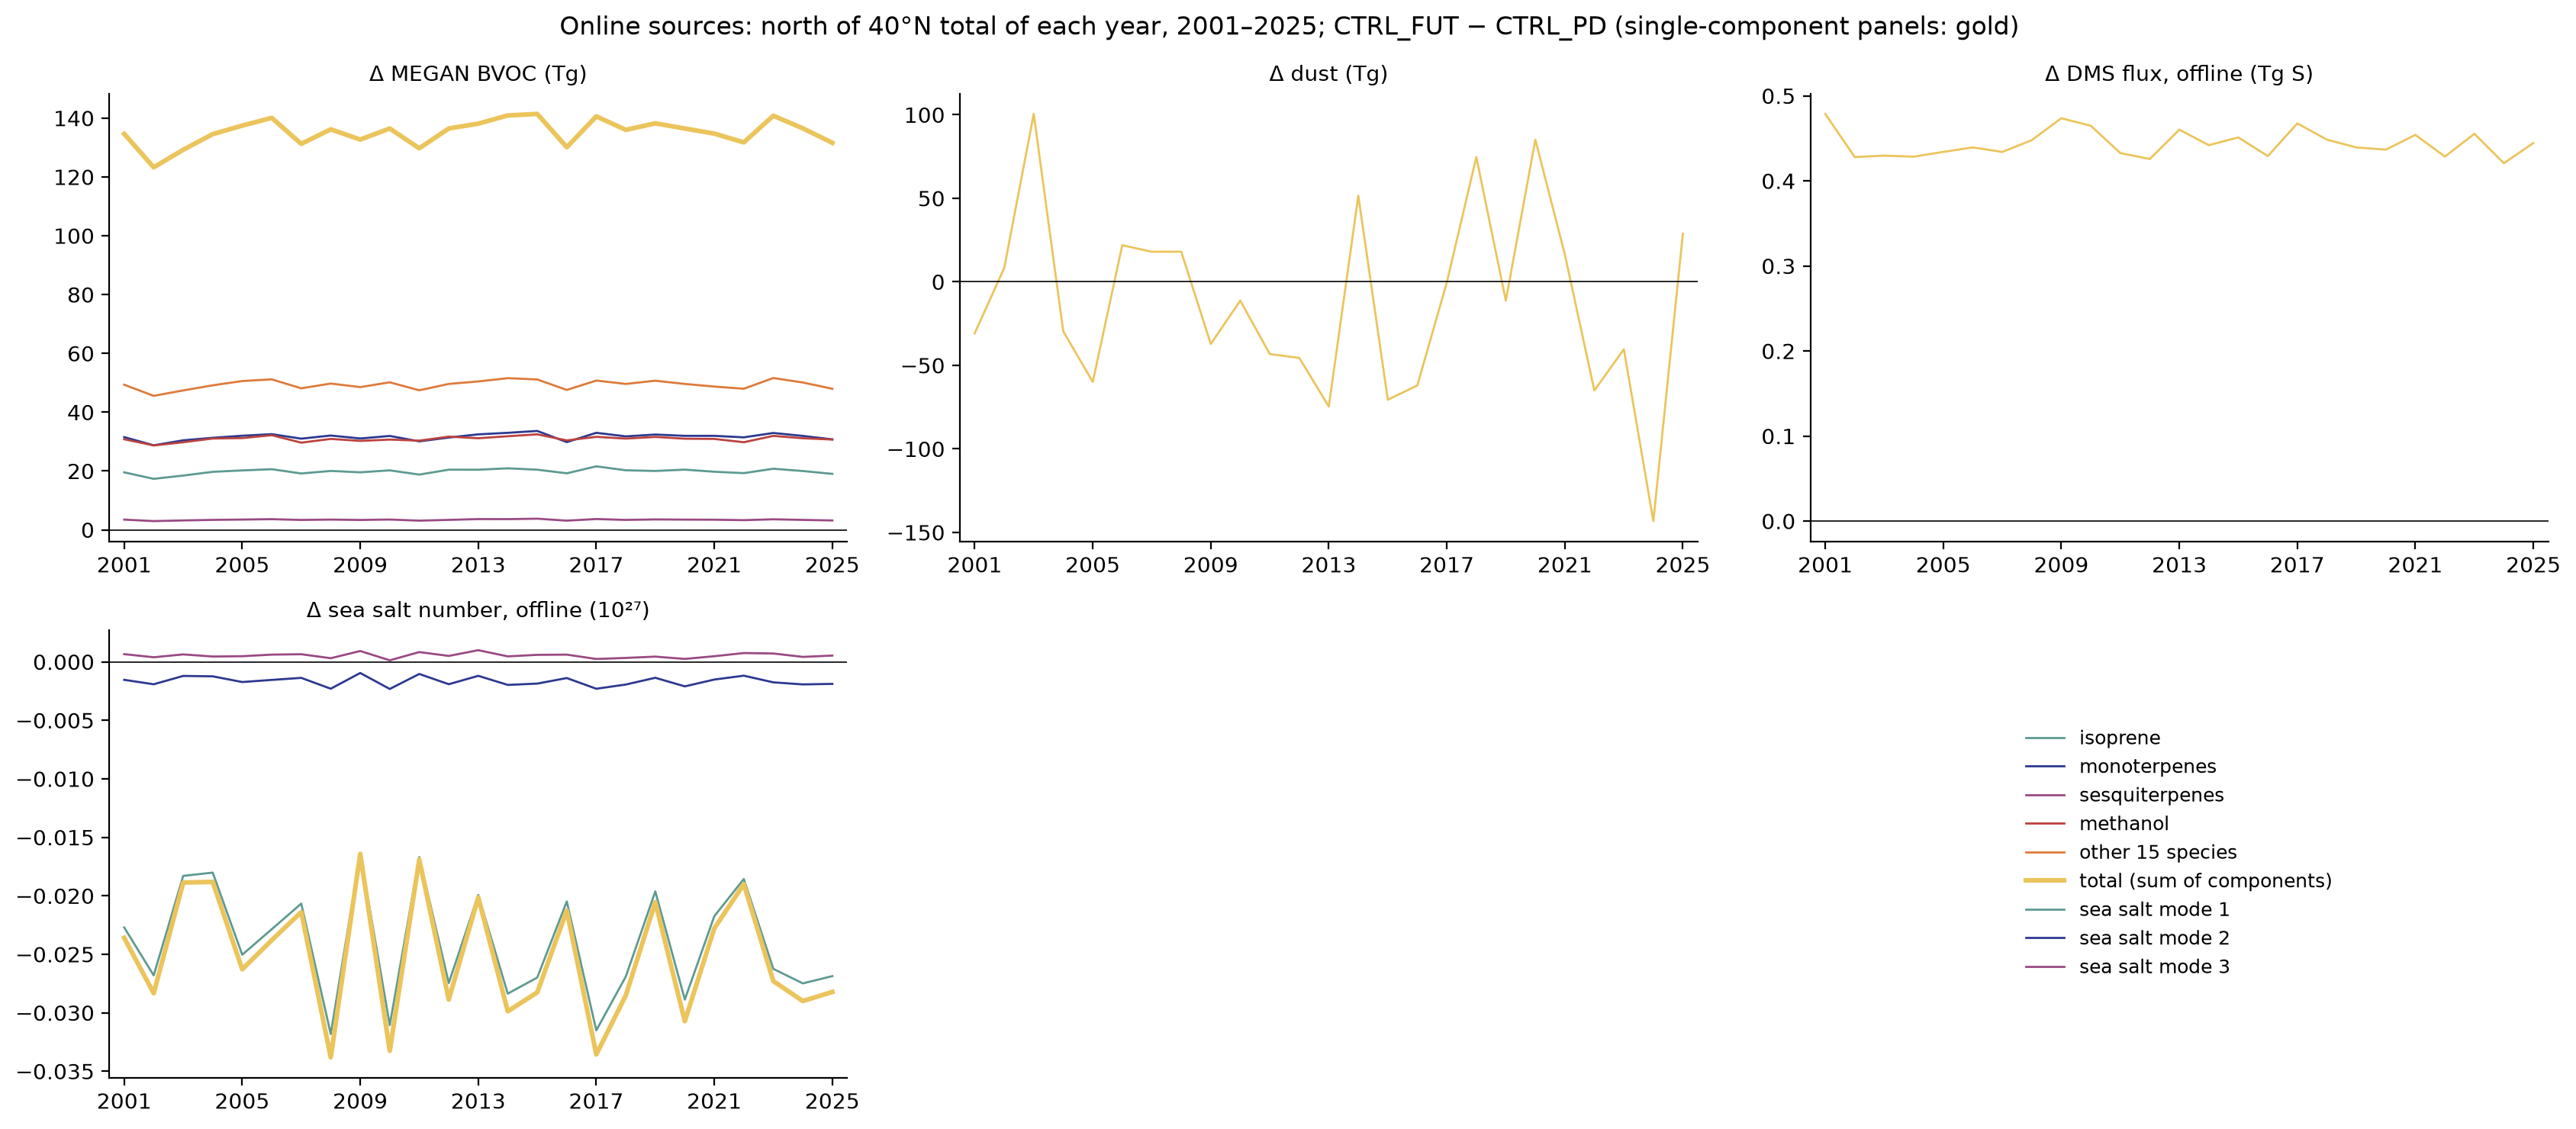 Online sources: north of 40°N total of each year, 2001–2025; CTRL_FUT − CTRL_PD (single-component panels: gold)
Δ MEGAN BVOC (Tg)
140
120
100
80
60
40
20
0
2001 2005 2009 2013 2017 2021 2025
Δ dust (Tg)
100
50
0
−50
−100
−150
2001 2005 2009 2013 2017 2021 2025
Δ DMS flux, offline (Tg S)
0.5
0.4
0.3
0.2
0.1
0.0
2001 2005 2009 2013 2017 2021 2025
Δ sea salt number, offline (10²⁷)
0.000
−0.005
−0.010
−0.015
−0.020
−0.025
−0.030
−0.035
2001 2005 2009 2013 2017 2021 2025
isoprene
monoterpenes
sesquiterpenes
methanol
other 15 species
total (sum of components)
sea salt mode 1
sea salt mode 2
sea salt mode 3